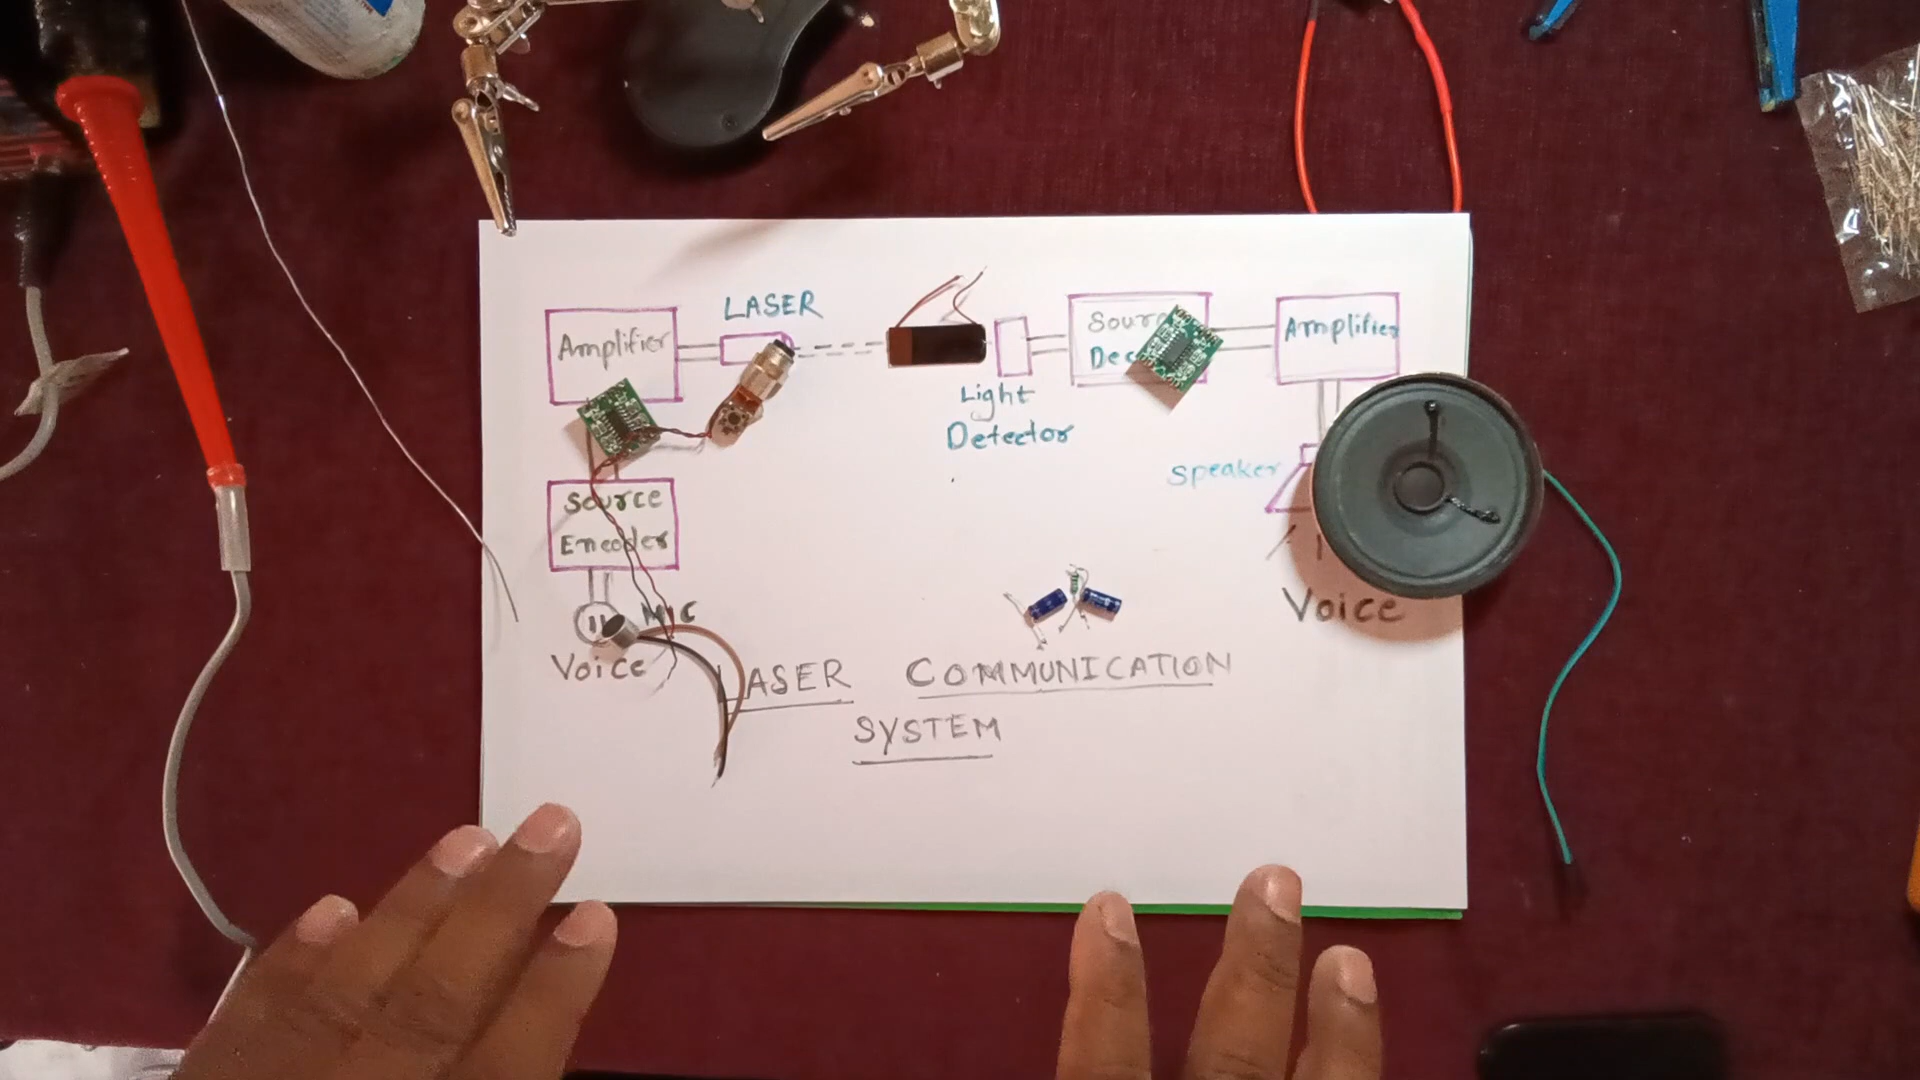 LASER
Amplifier
Source
Encoder
MIC
Voice
Light
Detector
Amplifier
Speaker
Voice
LASER COMMUNICATION
SYSTEM